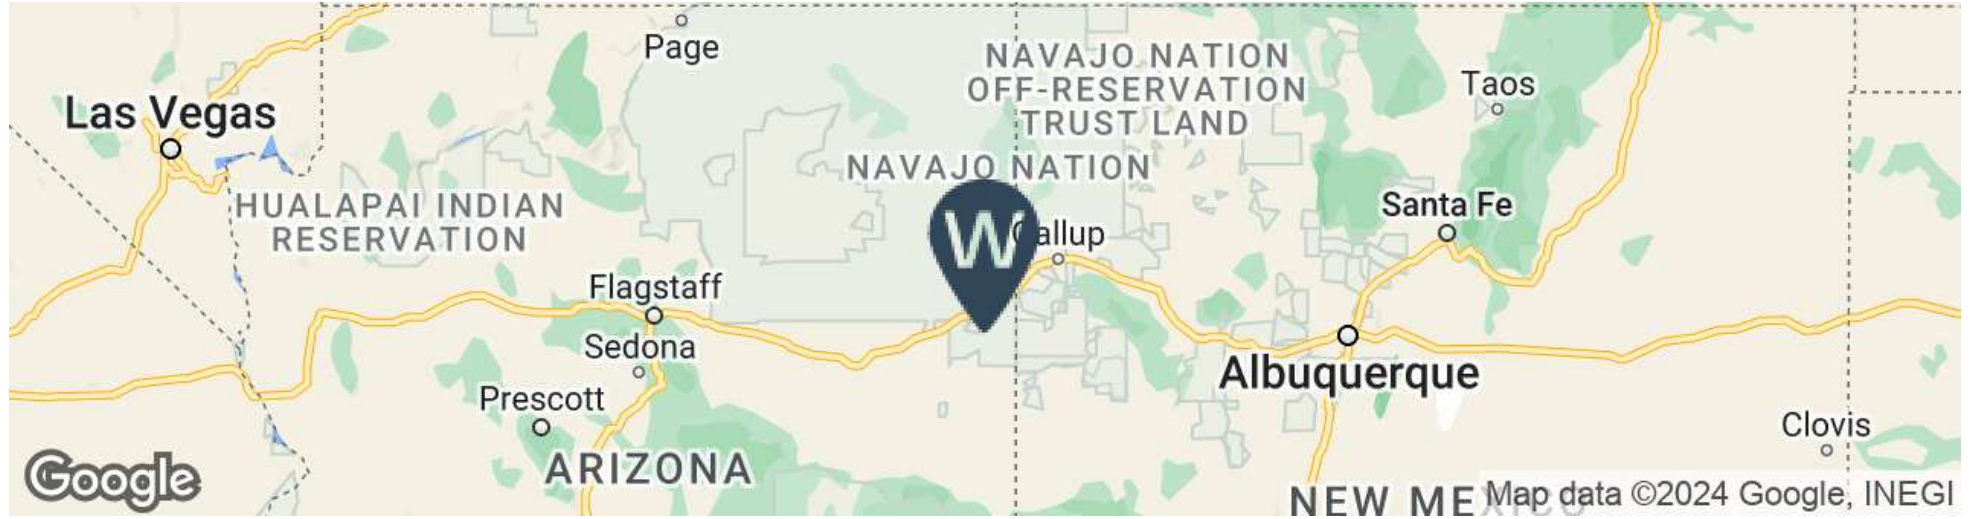 Page
NAVAJO NATION
OFF-RESERVATION
TRUST LAND
Taos
Las Vegas
NAVAJO NATION
HUALAPAI INDIAN
RESERVATION
Santa Fe
W
Gallup
Flagstaff
Sedona
Albuquerque
Prescott
Clovis
ARIZONA
Google
NEW MEXICO
Map data ©2024 Google, INEGI